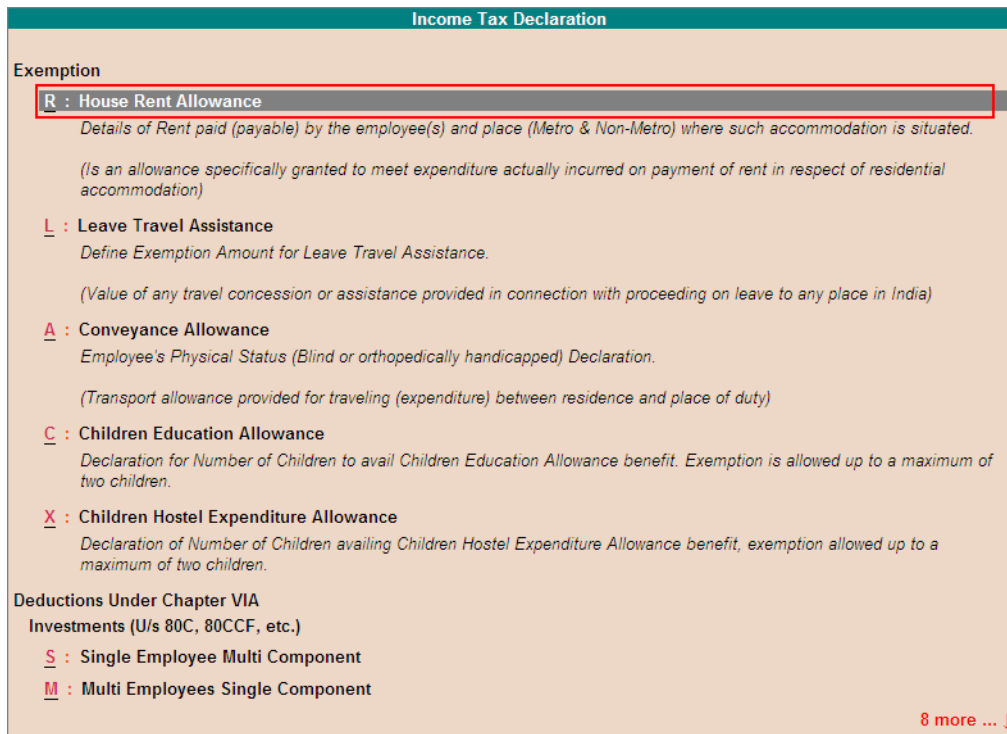 Income Tax Declaration
Exemption
R : House Rent Allowance
Details of Rent paid (payable) by the employee(s) and place (Metro & Non-Metro) where such accommodation is situated.
(Is an allowance specifically granted to meet expenditure actually incurred on payment of rent in respect of residential
accommodation)
L : Leave Travel Assistance
Define Exemption Amount for Leave Travel Assistance.
(Value of any travel concession or assistance provided in connection with proceeding on leave to any place in India)
A : Conveyance Allowance
Employee's Physical Status (Blind or orthopedically handicapped) Declaration.
(Transport allowance provided for traveling (expenditure) between residence and place of duty)
C : Children Education Allowance
Declaration for Number of Children to avail Children Education Allowance benefit. Exemption is allowed up to a maximum of
two children.
X : Children Hostel Expenditure Allowance
Declaration of Number of Children availing Children Hostel Expenditure Allowance benefit, exemption allowed up to a
maximum of two children.
Deductions Under Chapter VIA
Investments (U/s 80C, 80CCF, etc.)
S : Single Employee Multi Component
M : Multi Employees Single Component
8 more ...